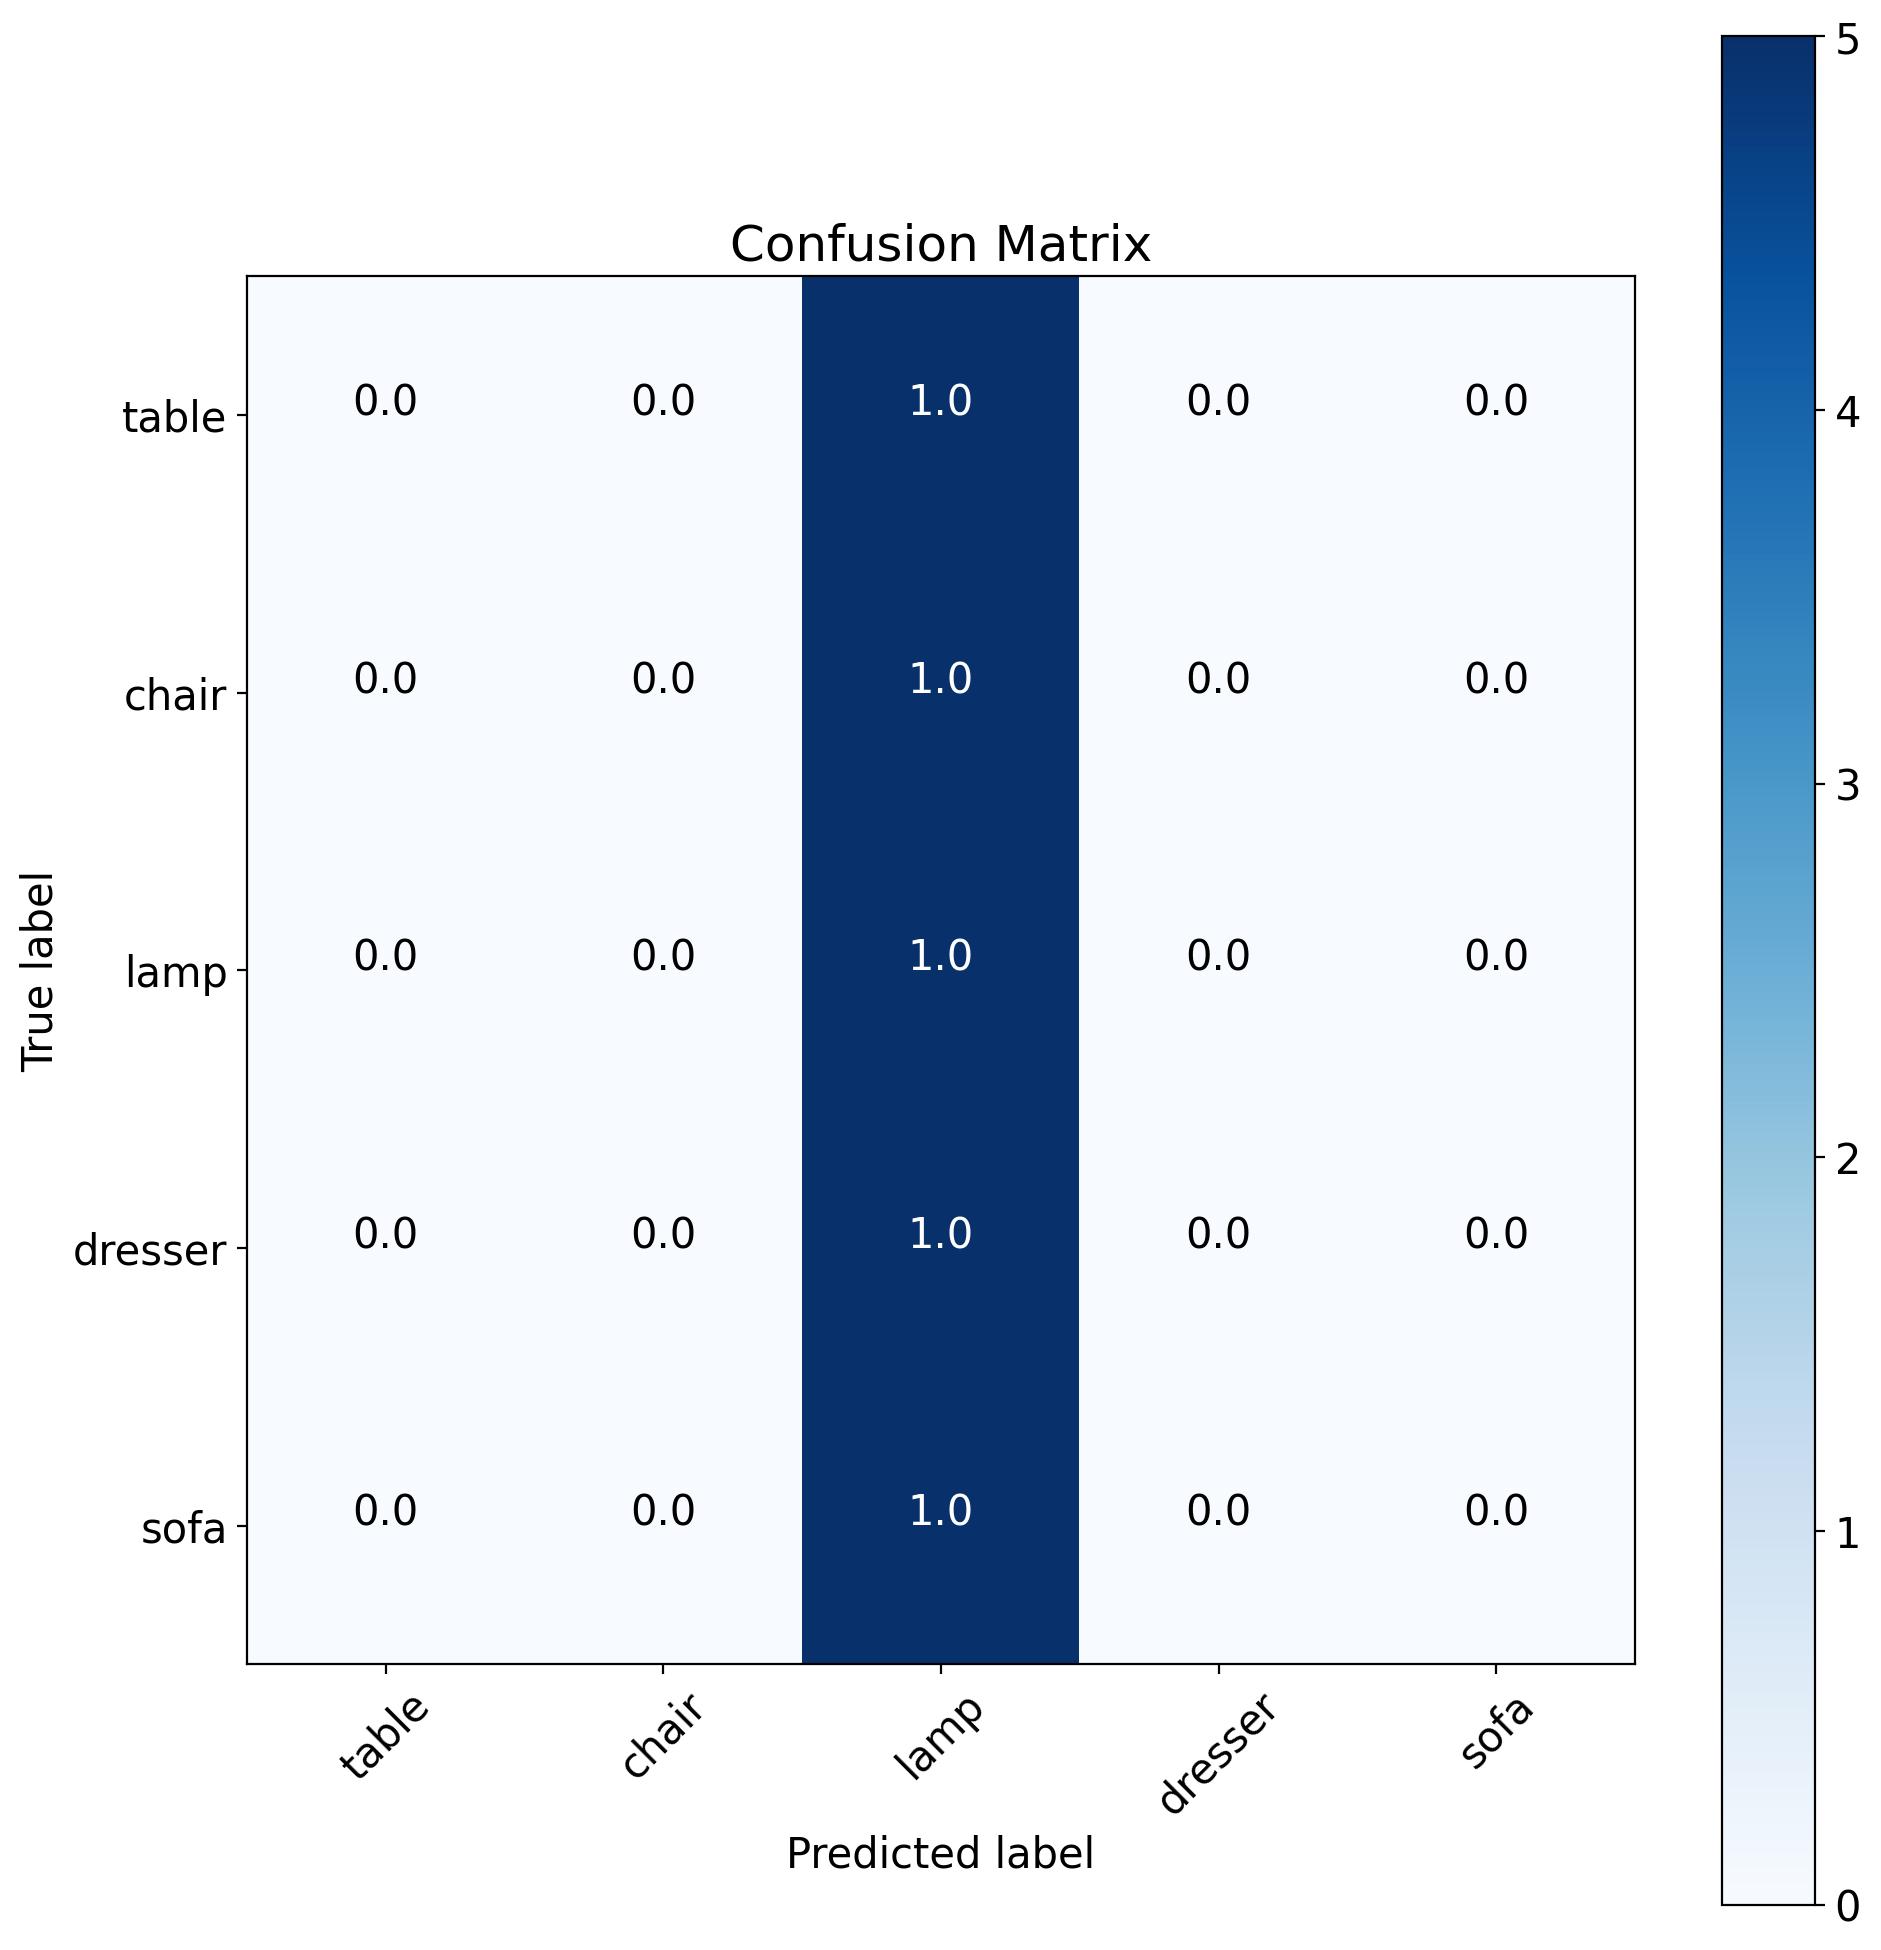 Confusion Matrix
table 0.0 0.0 1.0 0.0 0.0
chair 0.0 0.0 1.0 0.0 0.0
lamp 0.0 0.0 1.0 0.0 0.0
dresser 0.0 0.0 1.0 0.0 0.0
sofa 0.0 0.0 1.0 0.0 0.0
True label
table chair lamp dresser sofa
Predicted label
5
4
3
2
1
0